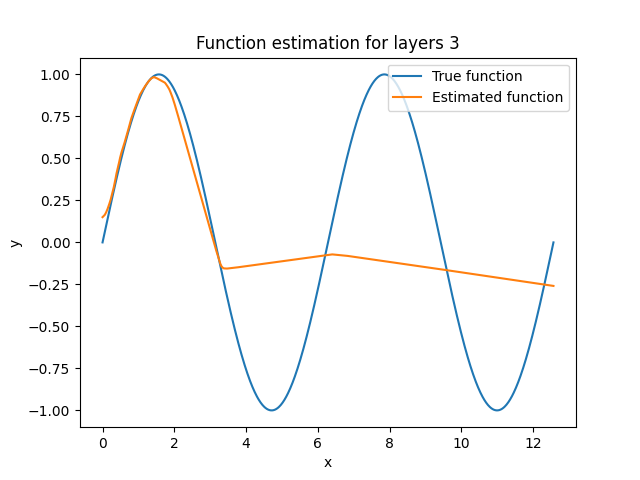 Function estimation for layers 3
True function
Estimated function
1.00
0.75
0.50
0.25
0.00
−0.25
−0.50
−0.75
−1.00
y
0 2 4 6 8 10 12
x